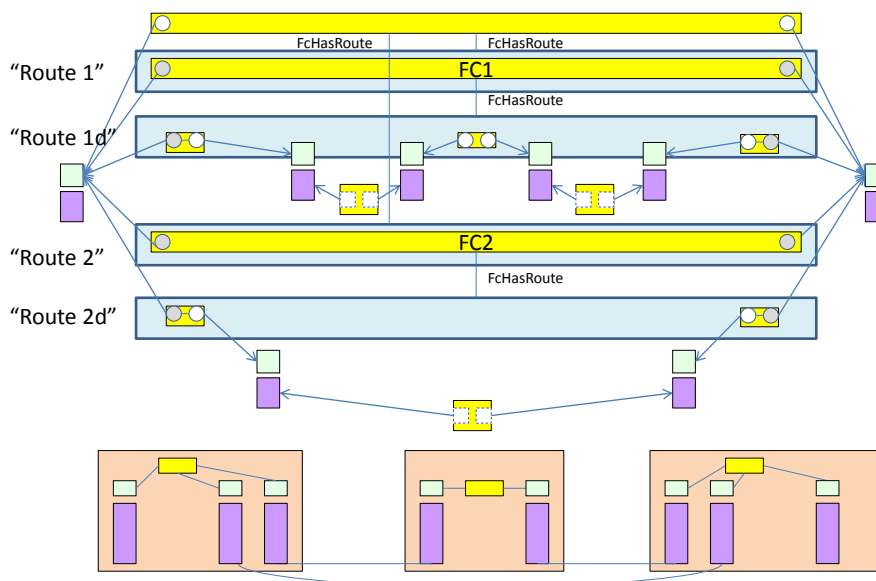 FcHasRoute
FcHasRoute
“Route 1”
FC1
FcHasRoute
“Route 1d”
“Route 2”
FC2
FcHasRoute
“Route 2d”